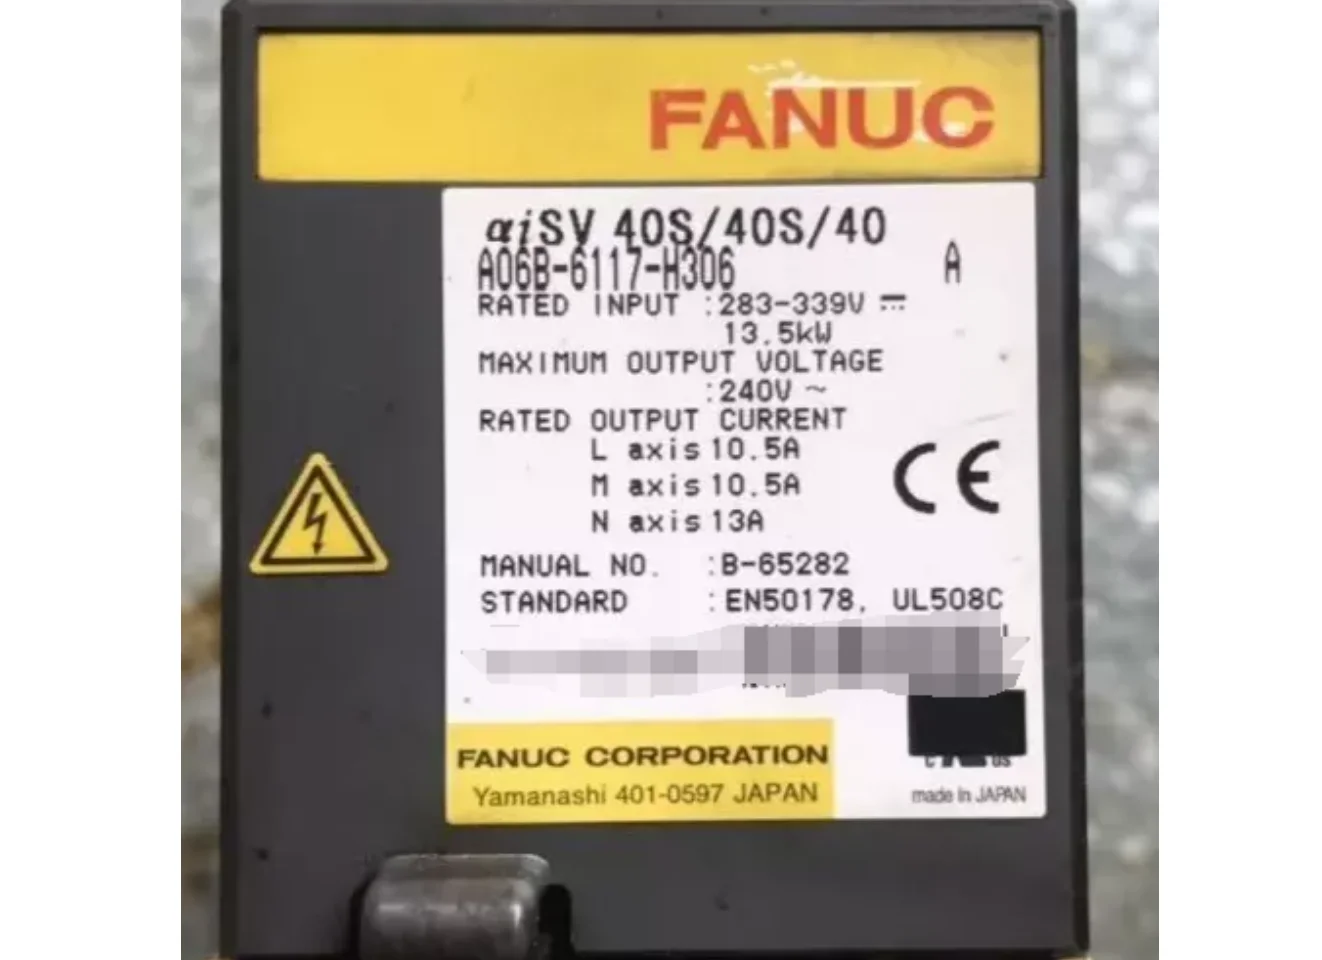 FANUC
αiSV 40S/40S/40
A06B-6117-H306 A
RATED INPUT :283-339V ⎓
13.5kW
MAXIMUM OUTPUT VOLTAGE
:240V ~
RATED OUTPUT CURRENT
L axis 10.5A
M axis 10.5A
N axis 13A
CE
MANUAL NO. :B-65282
STANDARD :EN50178, UL508C
FANUC CORPORATION
Yamanashi 401-0597 JAPAN
C US
made in JAPAN